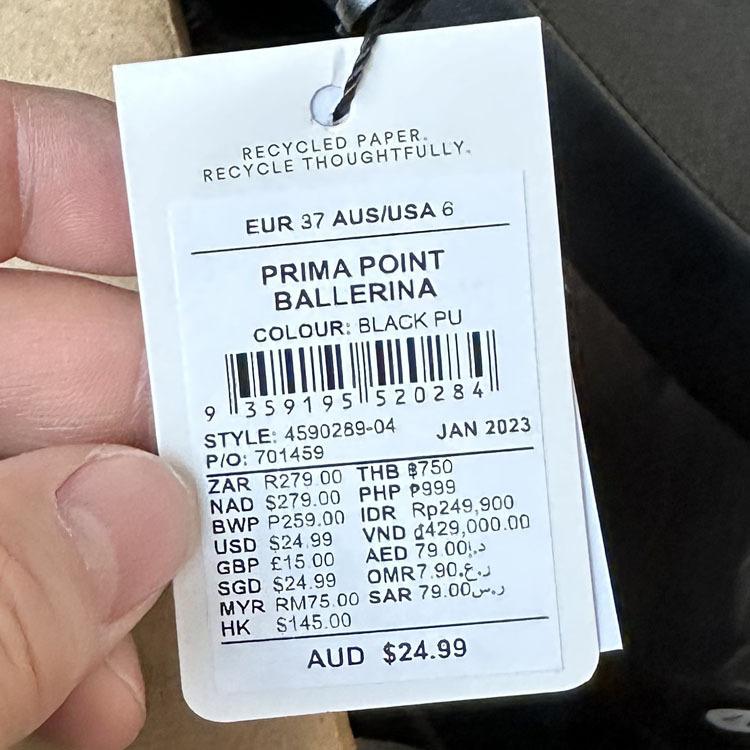 RECYCLED PAPER.
RECYCLE THOUGHTFULLY.
EUR 37 AUS/USA 6
PRIMA POINT
BALLERINA
COLOUR: BLACK PU
9 359195 520284
STYLE: 4590289-04 JAN 2023
P/O: 701459
ZAR R279.00 THB ฿750
NAD $279.00 PHP ₱999
BWP P259.00 IDR Rp249,900
USD $24.99 VND ₫429,000.00
GBP £15.00 AED 79.00د.إ
SGD $24.99 OMR7.90ر.ع.
MYR RM75.00 SAR 79.00ر.س
HK $145.00
AUD $24.99